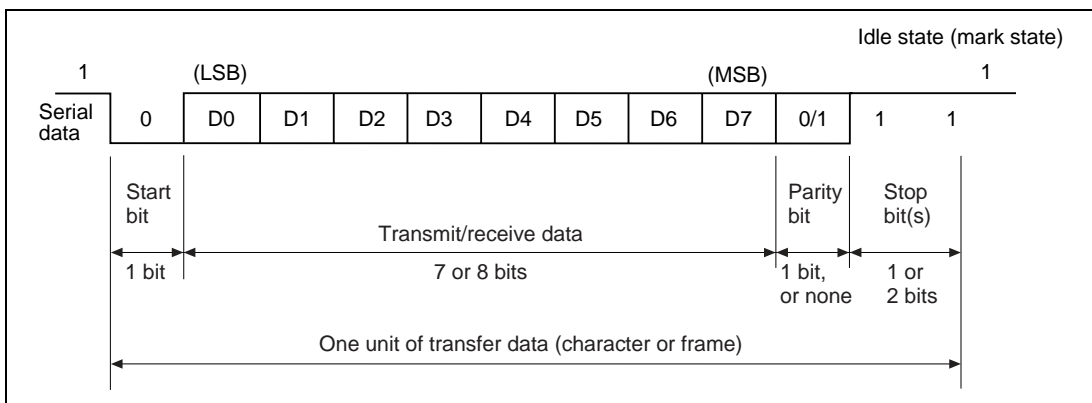 Idle state (mark state)
1 (LSB) (MSB) 1
Serial data 0 D0 D1 D2 D3 D4 D5 D6 D7 0/1 1 1
Start bit
Parity bit
Stop bit(s)
Transmit/receive data
1 bit
7 or 8 bits
1 bit, or none
1 or 2 bits
One unit of transfer data (character or frame)